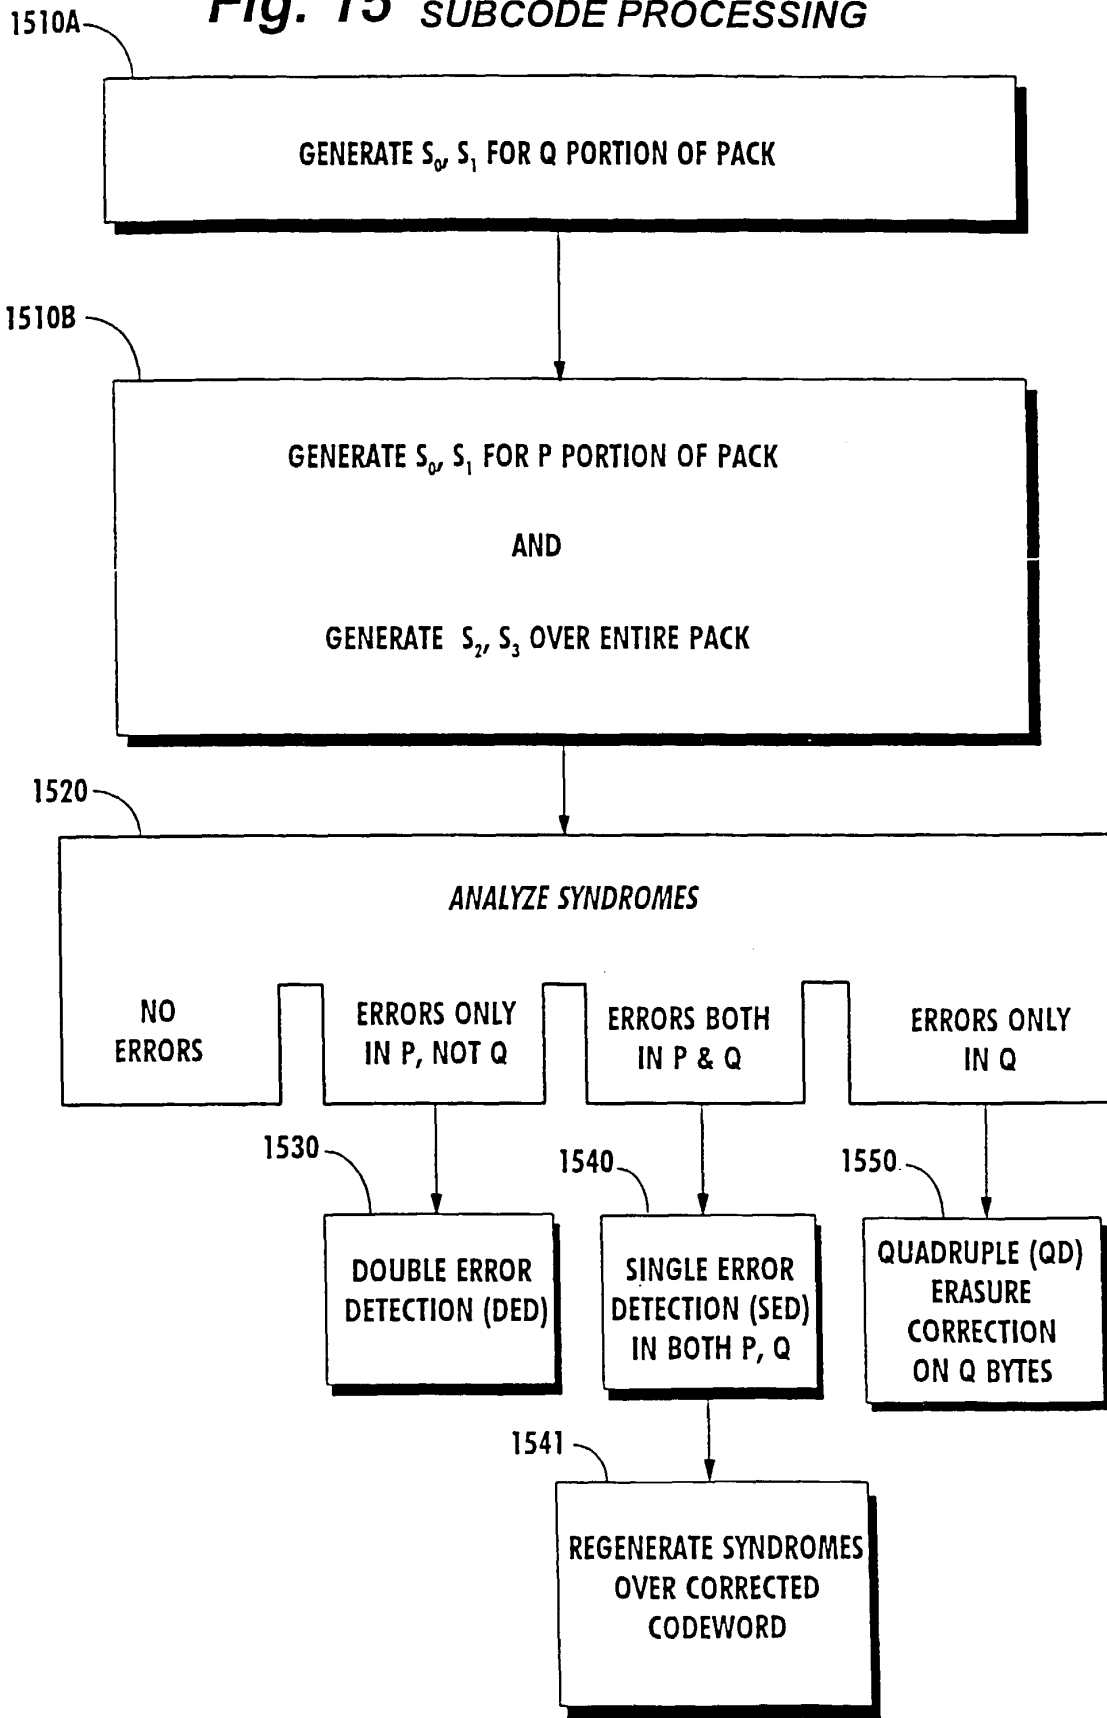 Fig. 15 SUBCODE PROCESSING
1510A
GENERATE S₀, S₁ FOR Q PORTION OF PACK
1510B
GENERATE S₀, S₁ FOR P PORTION OF PACK
AND
GENERATE S₂, S₃ OVER ENTIRE PACK
1520
ANALYZE SYNDROMES
NO
ERRORS
ERRORS ONLY
IN P, NOT Q
ERRORS BOTH
IN P & Q
ERRORS ONLY
IN Q
1530
DOUBLE ERROR
DETECTION (DED)
1540
SINGLE ERROR
DETECTION (SED)
IN BOTH P, Q
1550
QUADRUPLE (QD)
ERASURE
CORRECTION
ON Q BYTES
1541
REGENERATE SYNDROMES
OVER CORRECTED
CODEWORD